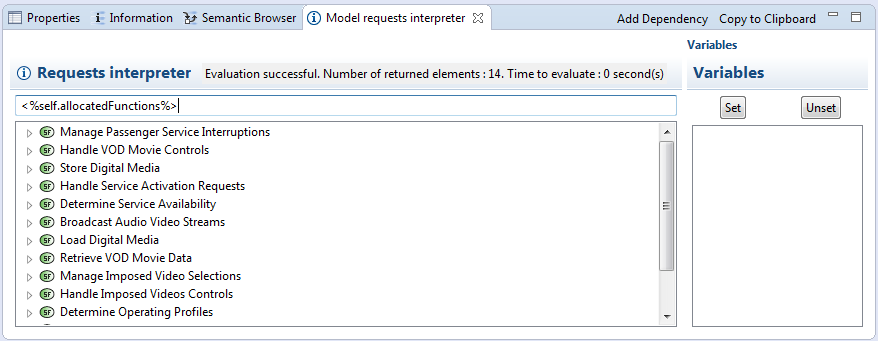 Properties Information Semantic Browser Model requests interpreter Add Dependency Copy to Clipboard
Variables
Requests interpreter Evaluation successful. Number of returned elements : 14. Time to evaluate : 0 second(s) Variables
<%self.allocatedFunctions%> Set Unset
SF Manage Passenger Service Interruptions
SF Handle VOD Movie Controls
SF Store Digital Media
SF Handle Service Activation Requests
SF Determine Service Availability
SF Broadcast Audio Video Streams
SF Load Digital Media
SF Retrieve VOD Movie Data
SF Manage Imposed Video Selections
SF Handle Imposed Videos Controls
SF Determine Operating Profiles